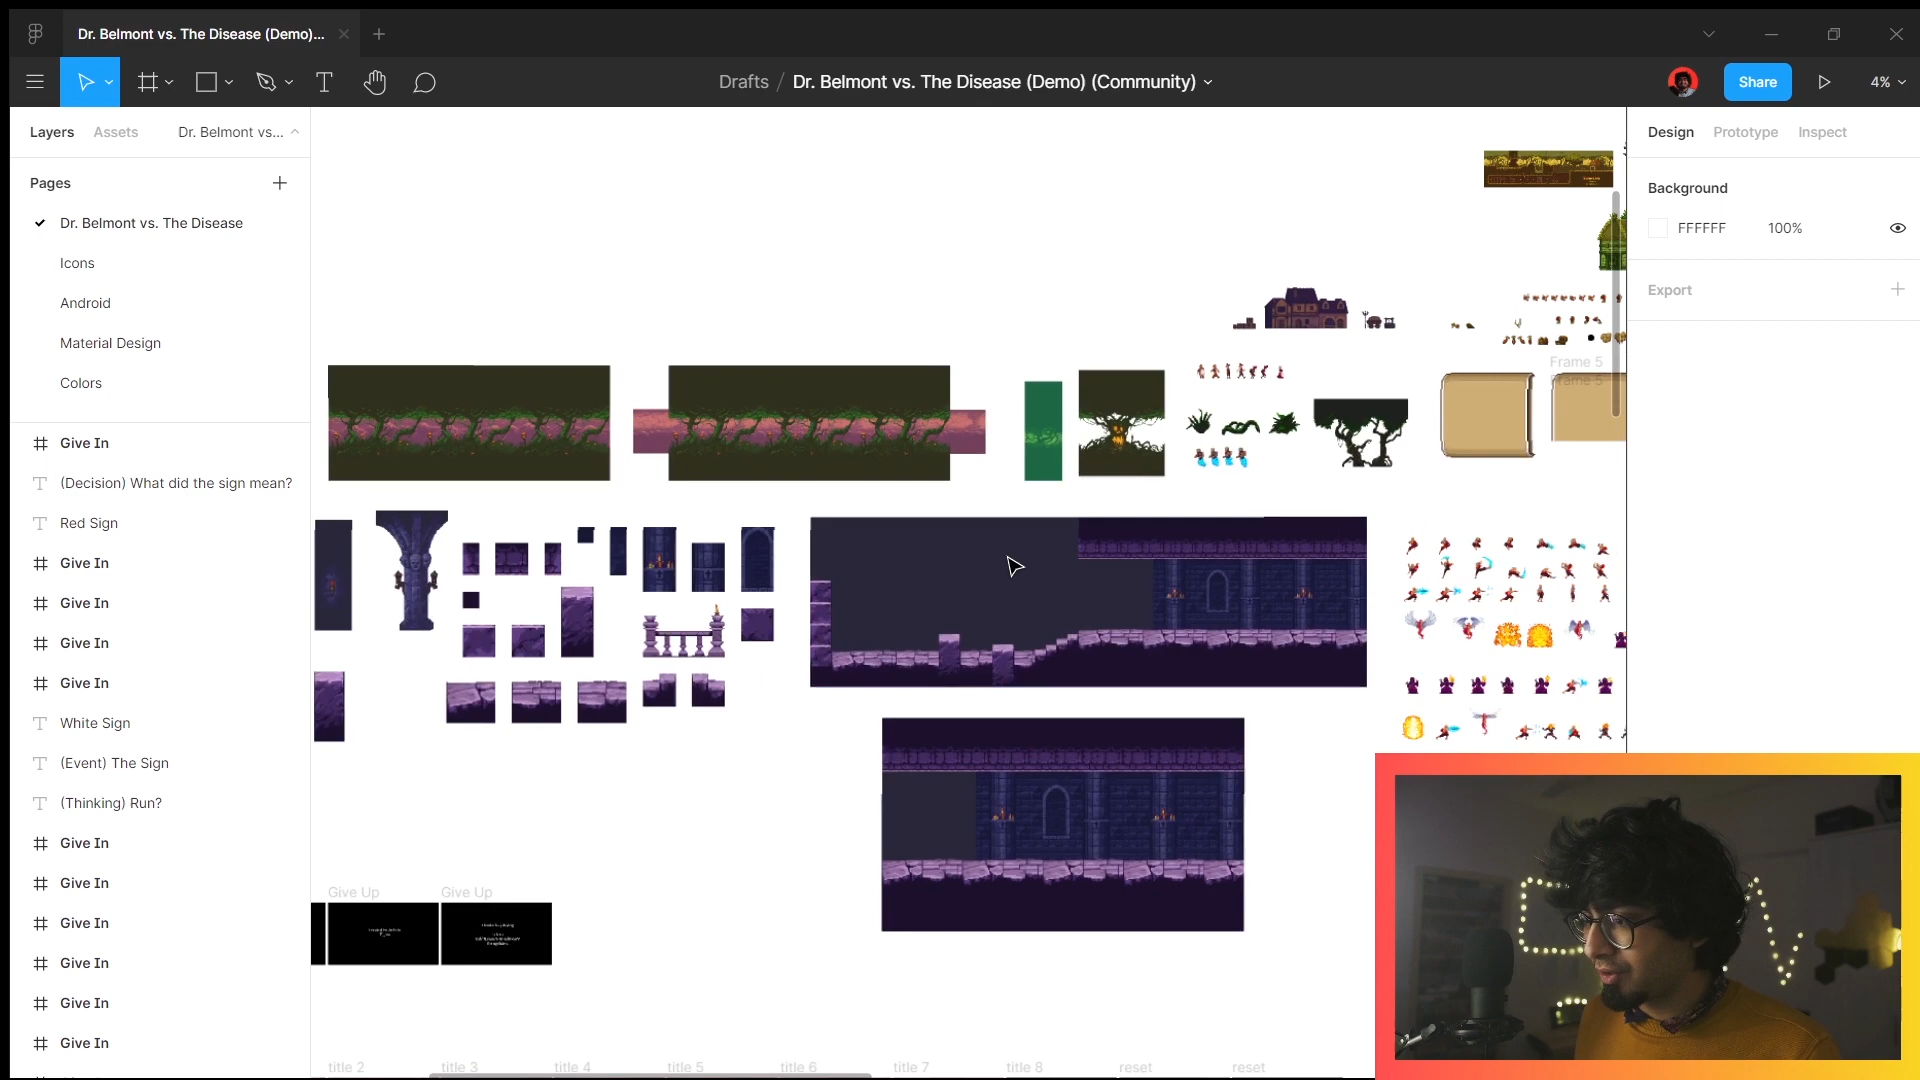 Dr. Belmont vs. The Disease (Demo)...
Drafts / Dr. Belmont vs. The Disease (Demo) (Community)
Share
4%
Layers
Assets
Dr. Belmont vs...
Pages
Dr. Belmont vs. The Disease
Icons
Android
Material Design
Colors
Give In
(Decision) What did the sign mean?
Red Sign
Give In
Give In
Give In
Give In
White Sign
(Event) The Sign
(Thinking) Run?
Give In
Give In
Give In
Give In
Give In
Give In
Frame 5
Frame 5
Give Up
Give Up
title 2
title 3
title 4
title 5
title 6
title 7
title 8
reset
reset
Design
Prototype
Inspect
Background
FFFFFF
100%
Export